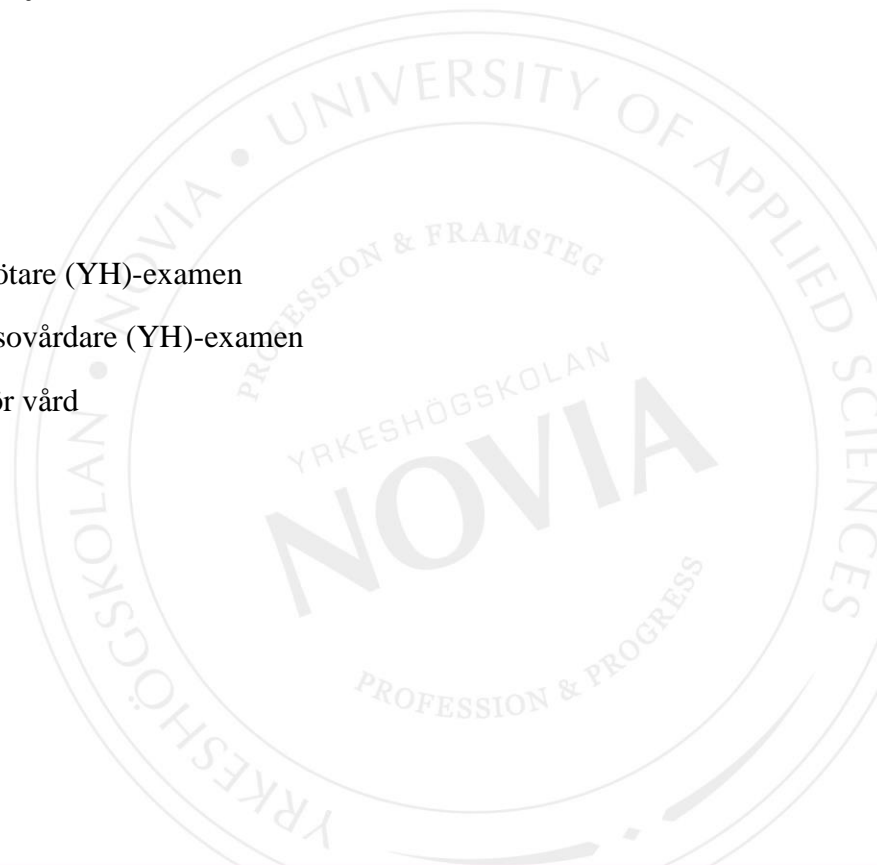 ötare (YH)-examen
sovårdare (YH)-examen
ör vård
YRKESHÖGSKOLAN • NOVIA • UNIVERSITY OF APPLIED SCIENCES
PROFESSION & FRAMSTEG
YRKESHÖGSKOLAN
NOVIA
PROFESSION & PROGRESS